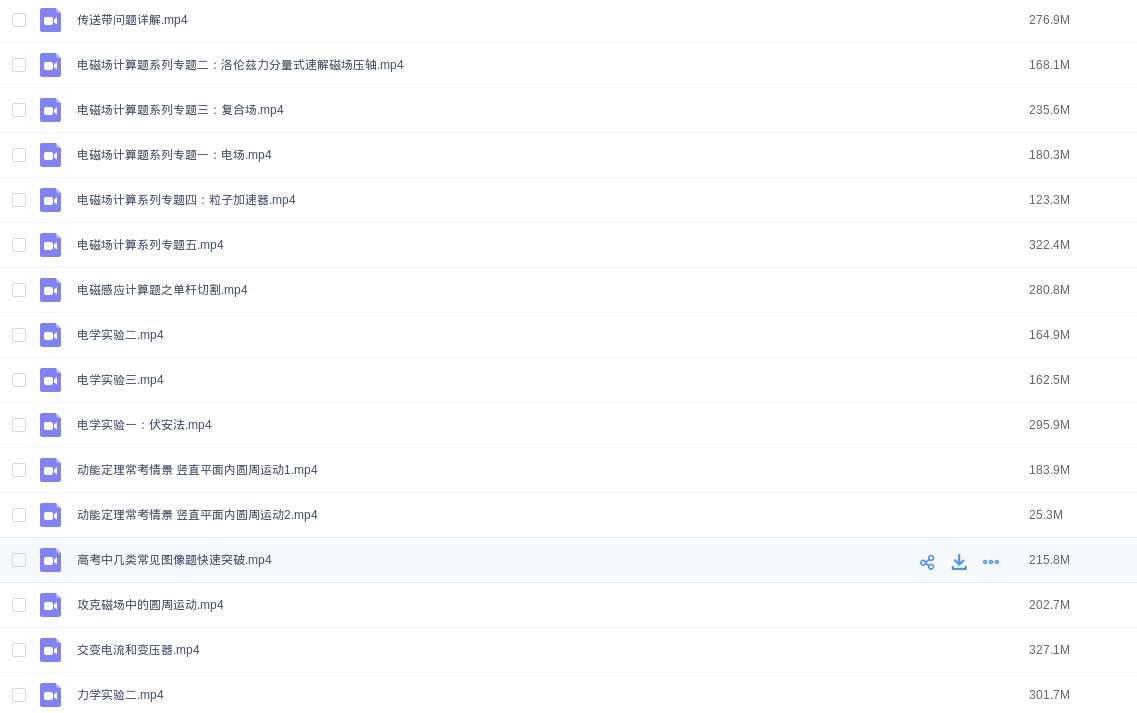 传送带问题详解.mp4 276.9M
电磁场计算题系列专题二：洛伦兹力分量式速解磁场压轴.mp4 168.1M
电磁场计算题系列专题三：复合场.mp4 235.6M
电磁场计算题系列专题一：电场.mp4 180.3M
电磁场计算系列专题四：粒子加速器.mp4 123.3M
电磁场计算系列专题五.mp4 322.4M
电磁感应计算题之单杆切割.mp4 280.8M
电学实验二.mp4 164.9M
电学实验三.mp4 162.5M
电学实验一：伏安法.mp4 295.9M
动能定理常考情景 竖直平面内圆周运动1.mp4 183.9M
动能定理常考情景 竖直平面内圆周运动2.mp4 25.3M
高考中几类常见图像题快速突破.mp4 215.8M
攻克磁场中的圆周运动.mp4 202.7M
交变电流和变压器.mp4 327.1M
力学实验二.mp4 301.7M